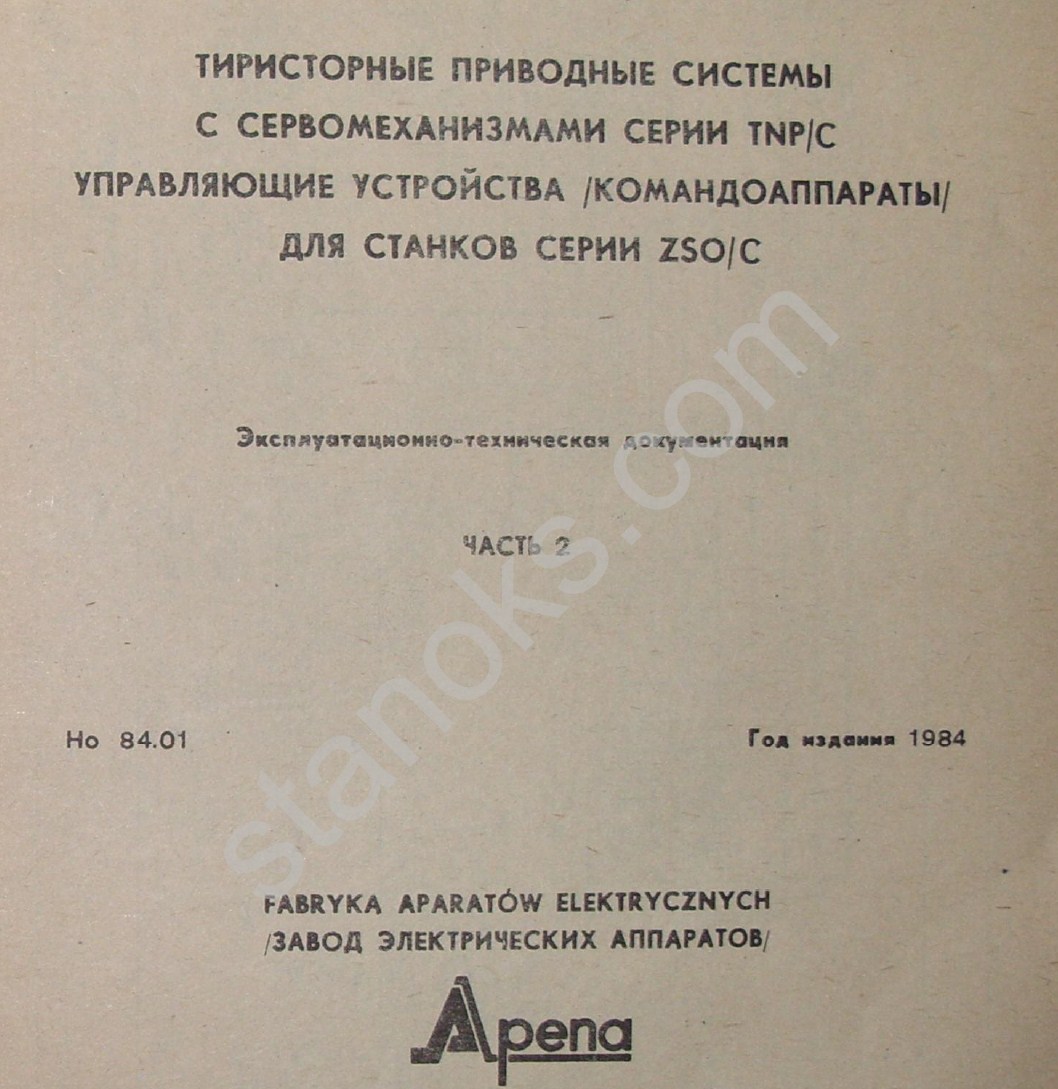 ТИРИСТОРНЫЕ ПРИВОДНЫЕ СИСТЕМЫ
С СЕРВОМЕХАНИЗМАМИ СЕРИИ TNP/C
УПРАВЛЯЮЩИЕ УСТРОЙСТВА /КОМАНДОАППАРАТЫ/
ДЛЯ СТАНКОВ СЕРИИ ZSO/C
Эксплуатационно-техническая документация
ЧАСТЬ 2
Но 84.01
Год издания 1984
FABRYKA APARATÓW ELEKTRYCZNYCH
/ЗАВОД ЭЛЕКТРИЧЕСКИХ АППАРАТОВ/
Apena
stanoks.com